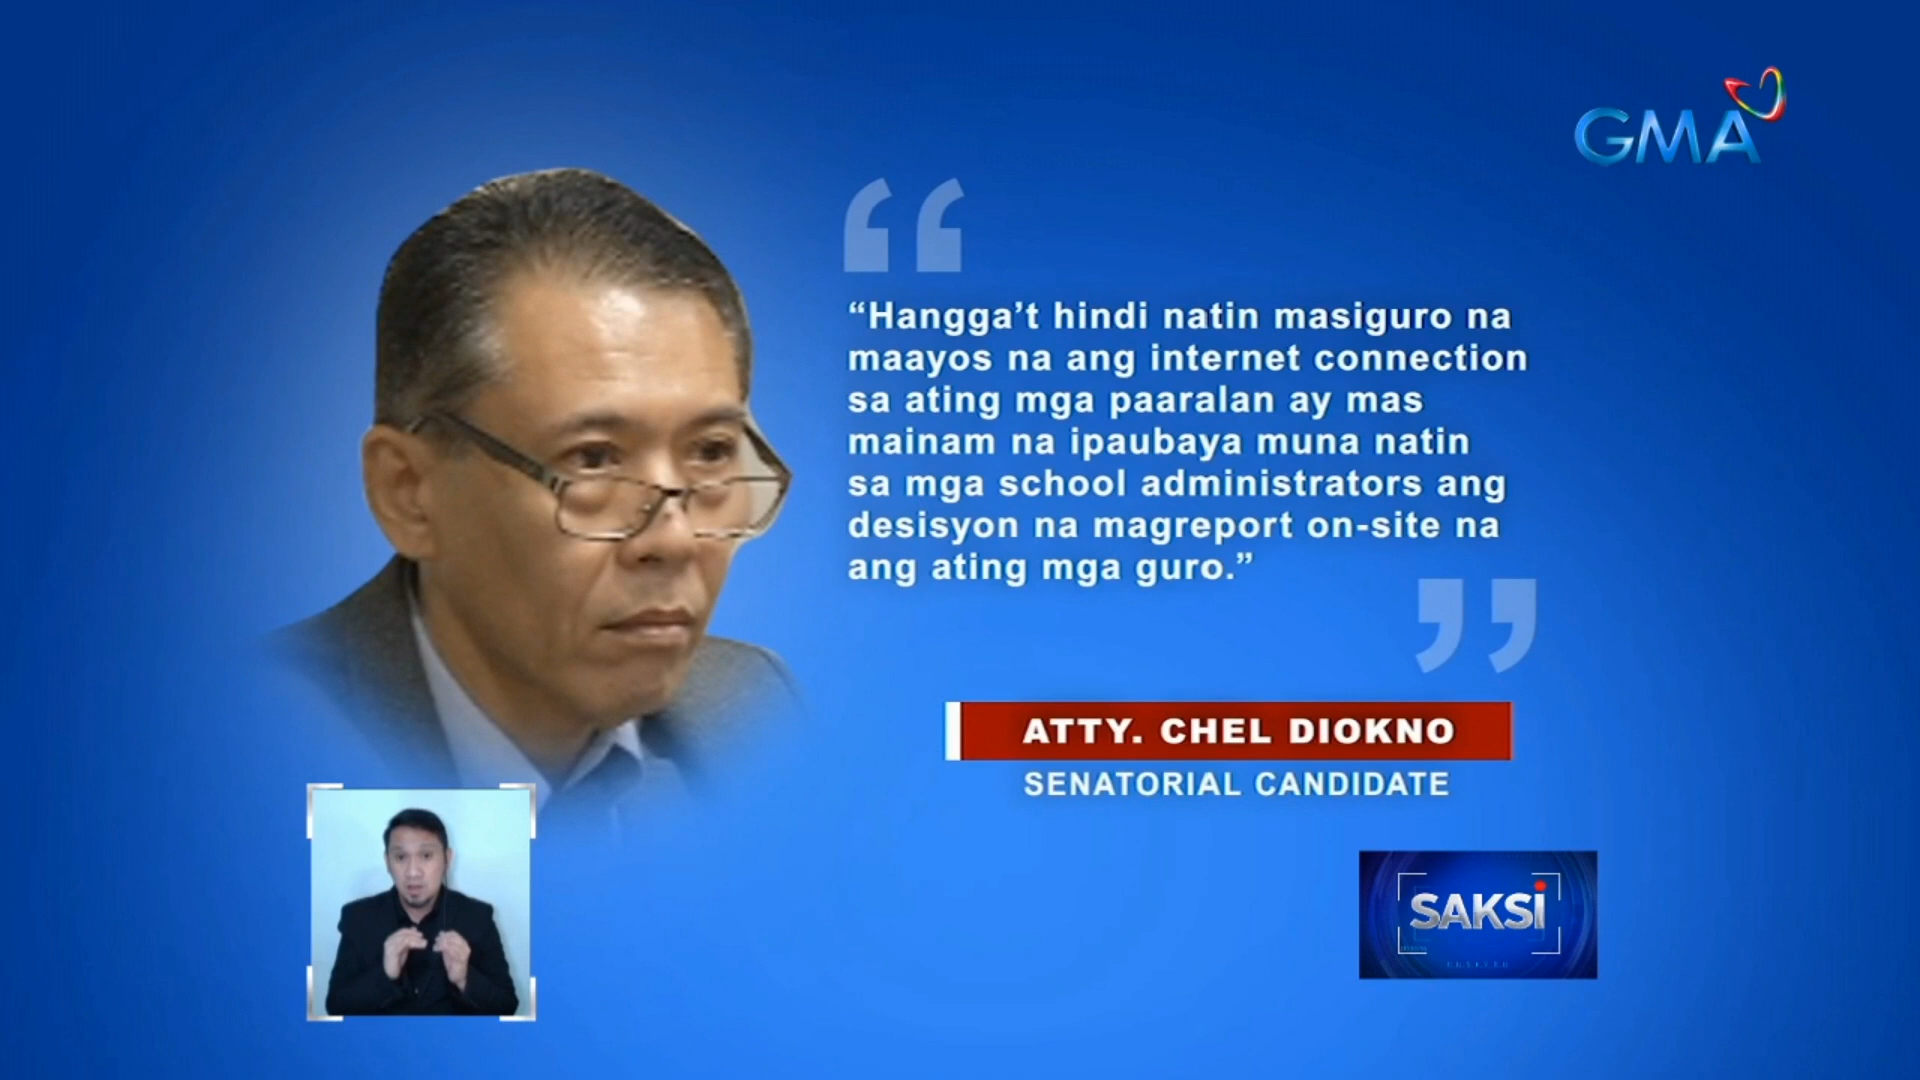 GMA
“Hangga’t hindi natin masiguro na
maayos na ang internet connection
sa ating mga paaralan ay mas
mainam na ipaubaya muna natin
sa mga school administrators ang
desisyon na magreport on-site na
ang ating mga guro.”
ATTY. CHEL DIOKNO
SENATORIAL CANDIDATE
SAKSI